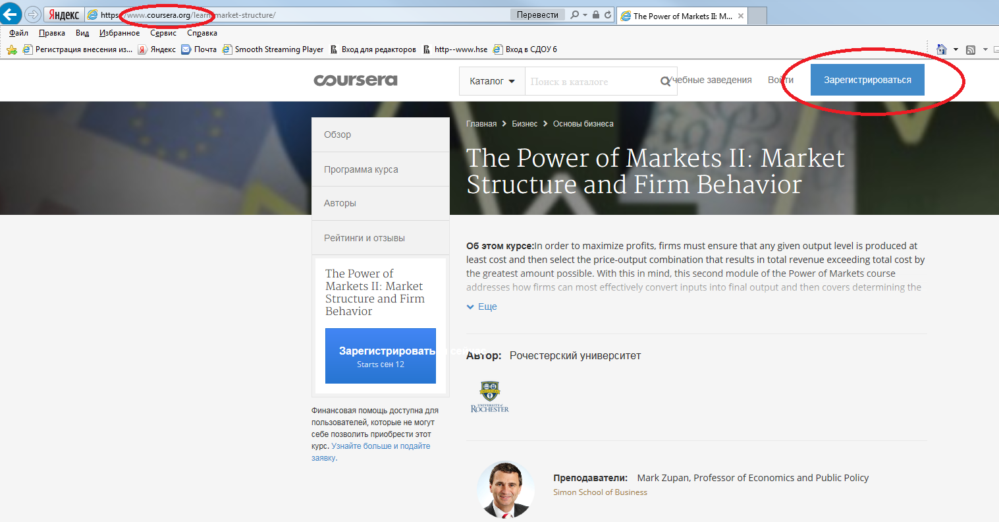 Яндекс https://www.coursera.org/learn/market-structure/ Перевести The Power of Markets II: M...
Файл Правка Вид Избранное Сервис Справка
Регистрация внесения из... Яндекс Почта Smooth Streaming Player Вход для редакторов http--www.hse Вход в СДОУ 6
coursera Каталог Поиск в каталоге Учебные заведения Войти Зарегистрироваться
Главная Бизнес Основы бизнеса
The Power of Markets II: Market
Structure and Firm Behavior
Обзор
Программа курса
Авторы
Рейтинги и отзывы
The Power of
Markets II: Market
Structure and Firm
Behavior
Зарегистрироваться сейчас
Starts сен 12
Финансовая помощь доступна для
пользователей, которые не могут
себе позволить приобрести этот
курс. Узнайте больше и подайте
заявку.
Об этом курсе:In order to maximize profits, firms must ensure that any given output level is produced at
least cost and then select the price-output combination that results in total revenue exceeding total cost by
the greatest amount possible. With this in mind, this second module of the Power of Markets course
addresses how firms can most effectively convert inputs into final output and then covers determining the
Еще
Автор: Рочестерский университет
MELIORA
UNIVERSITY of
ROCHESTER
Преподаватели: Mark Zupan, Professor of Economics and Public Policy
Simon School of Business